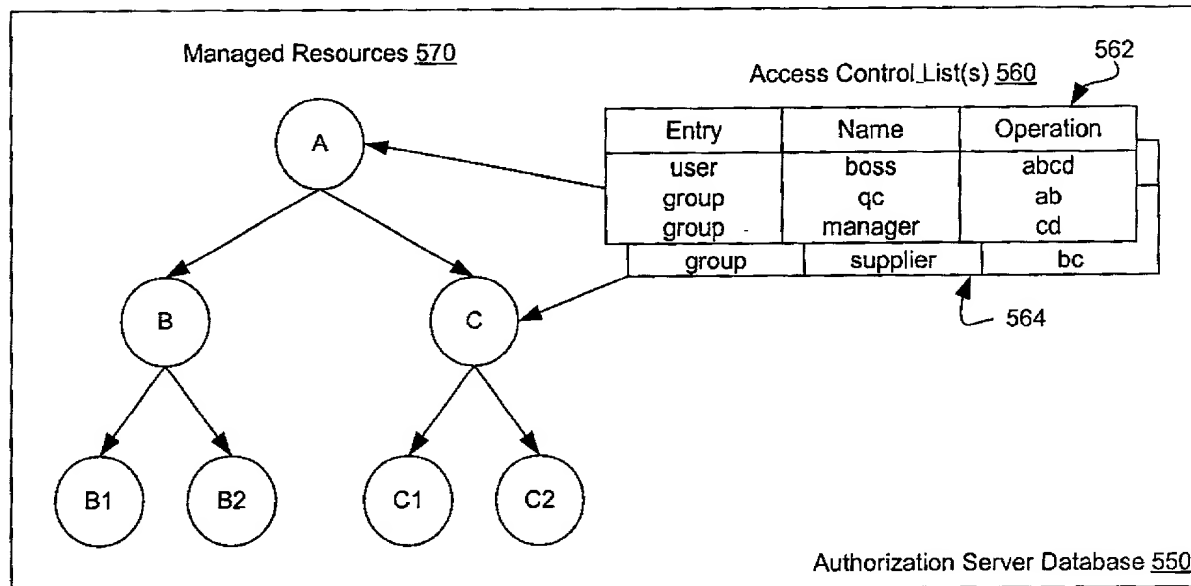 Managed Resources 570
562
Access Control List(s) 560
Entry Name Operation
user boss abcd
group qc ab
group manager cd
group supplier bc
564
A
B C
B1 B2 C1 C2
Authorization Server Database 550